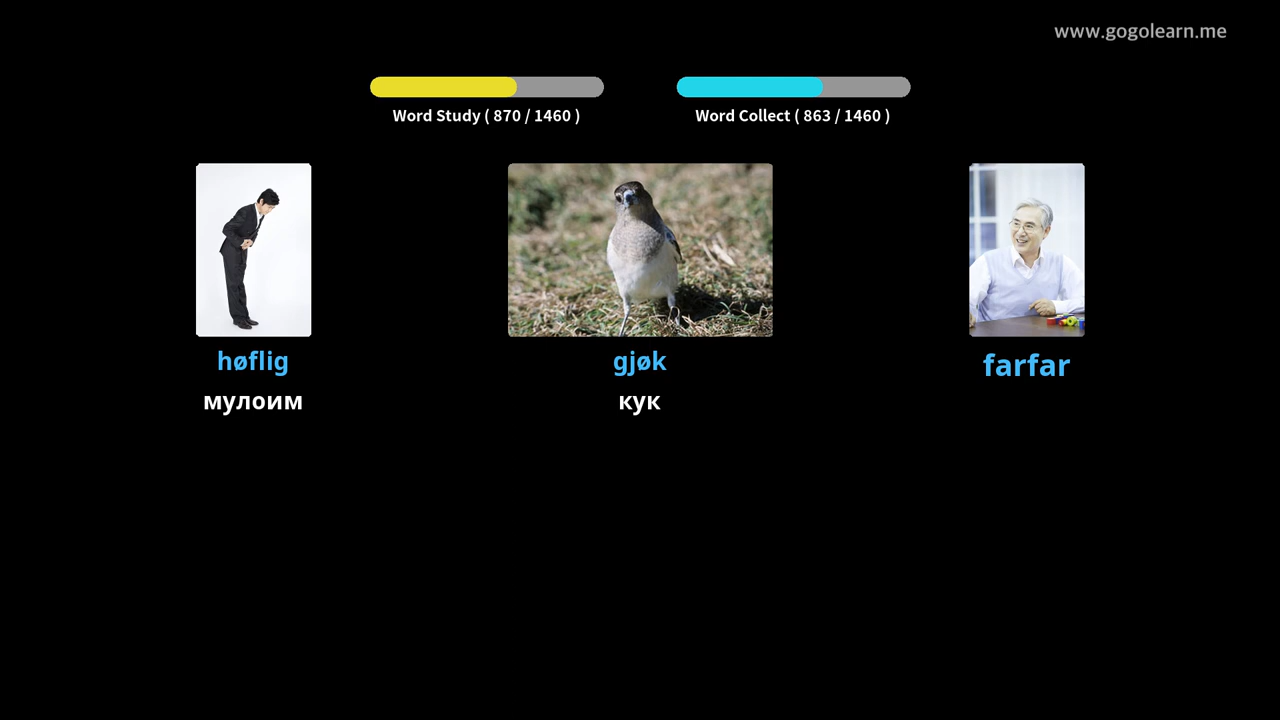 www.gogolearn.me
Word Study ( 870 / 1460 )
Word Collect ( 863 / 1460 )
høflig
мулоим
gjøk
кук
farfar